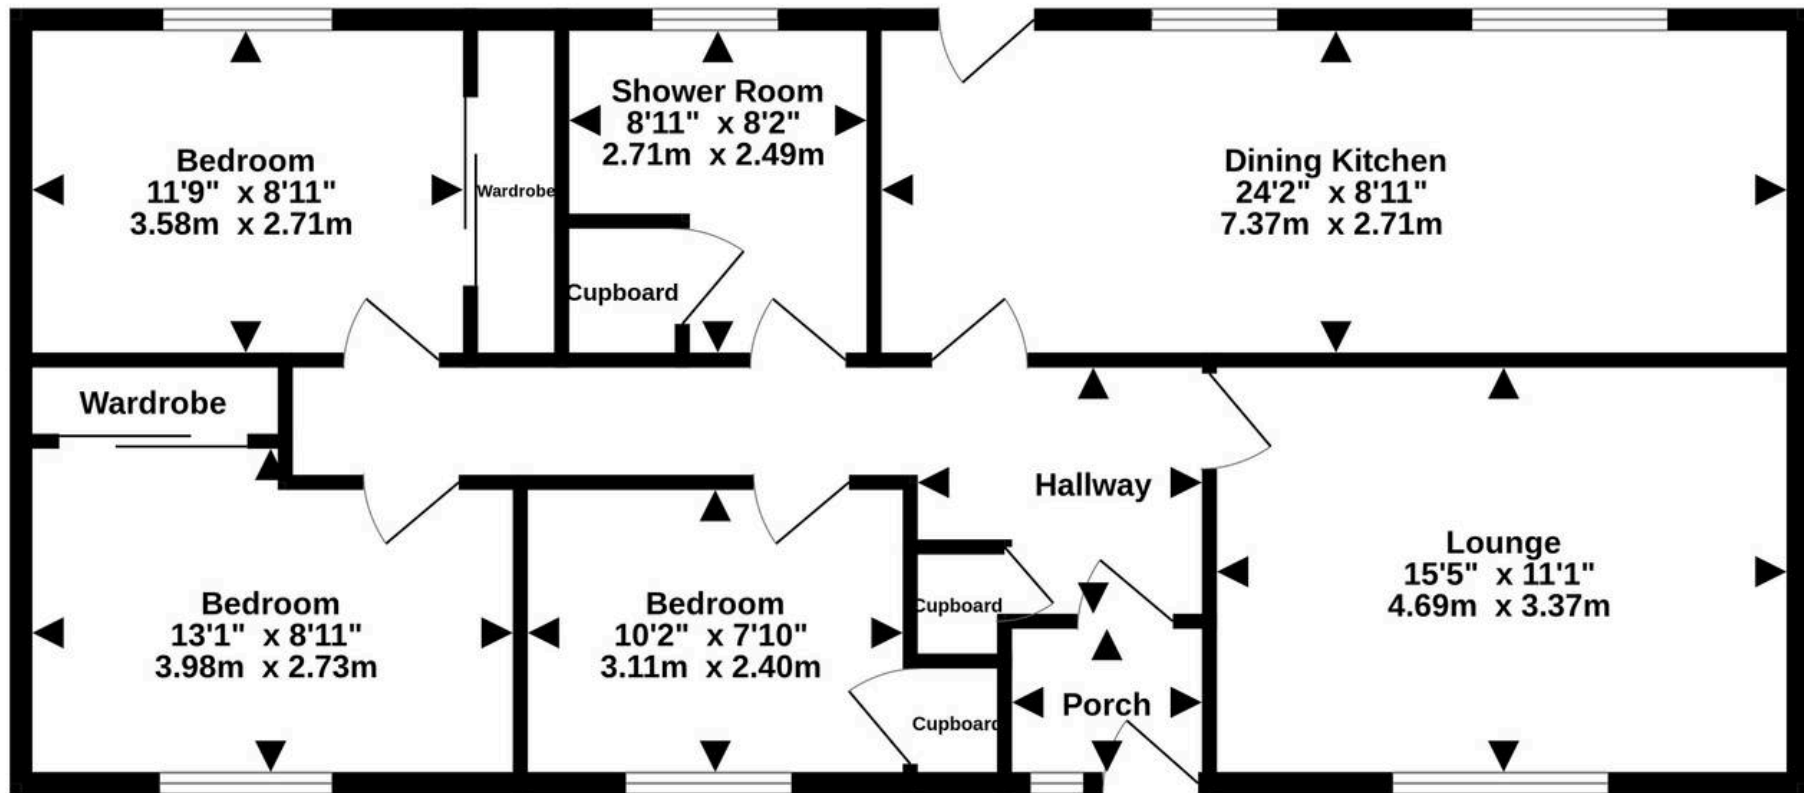 Bedroom
11'9" x 8'11"
3.58m x 2.71m
Wardrobe
Shower Room
8'11" x 8'2"
2.71m x 2.49m
Cupboard
Dining Kitchen
24'2" x 8'11"
7.37m x 2.71m
Wardrobe
Bedroom
13'1" x 8'11"
3.98m x 2.73m
Bedroom
10'2" x 7'10"
3.11m x 2.40m
Hallway
Cupboard
Cupboard
Porch
Lounge
15'5" x 11'1"
4.69m x 3.37m